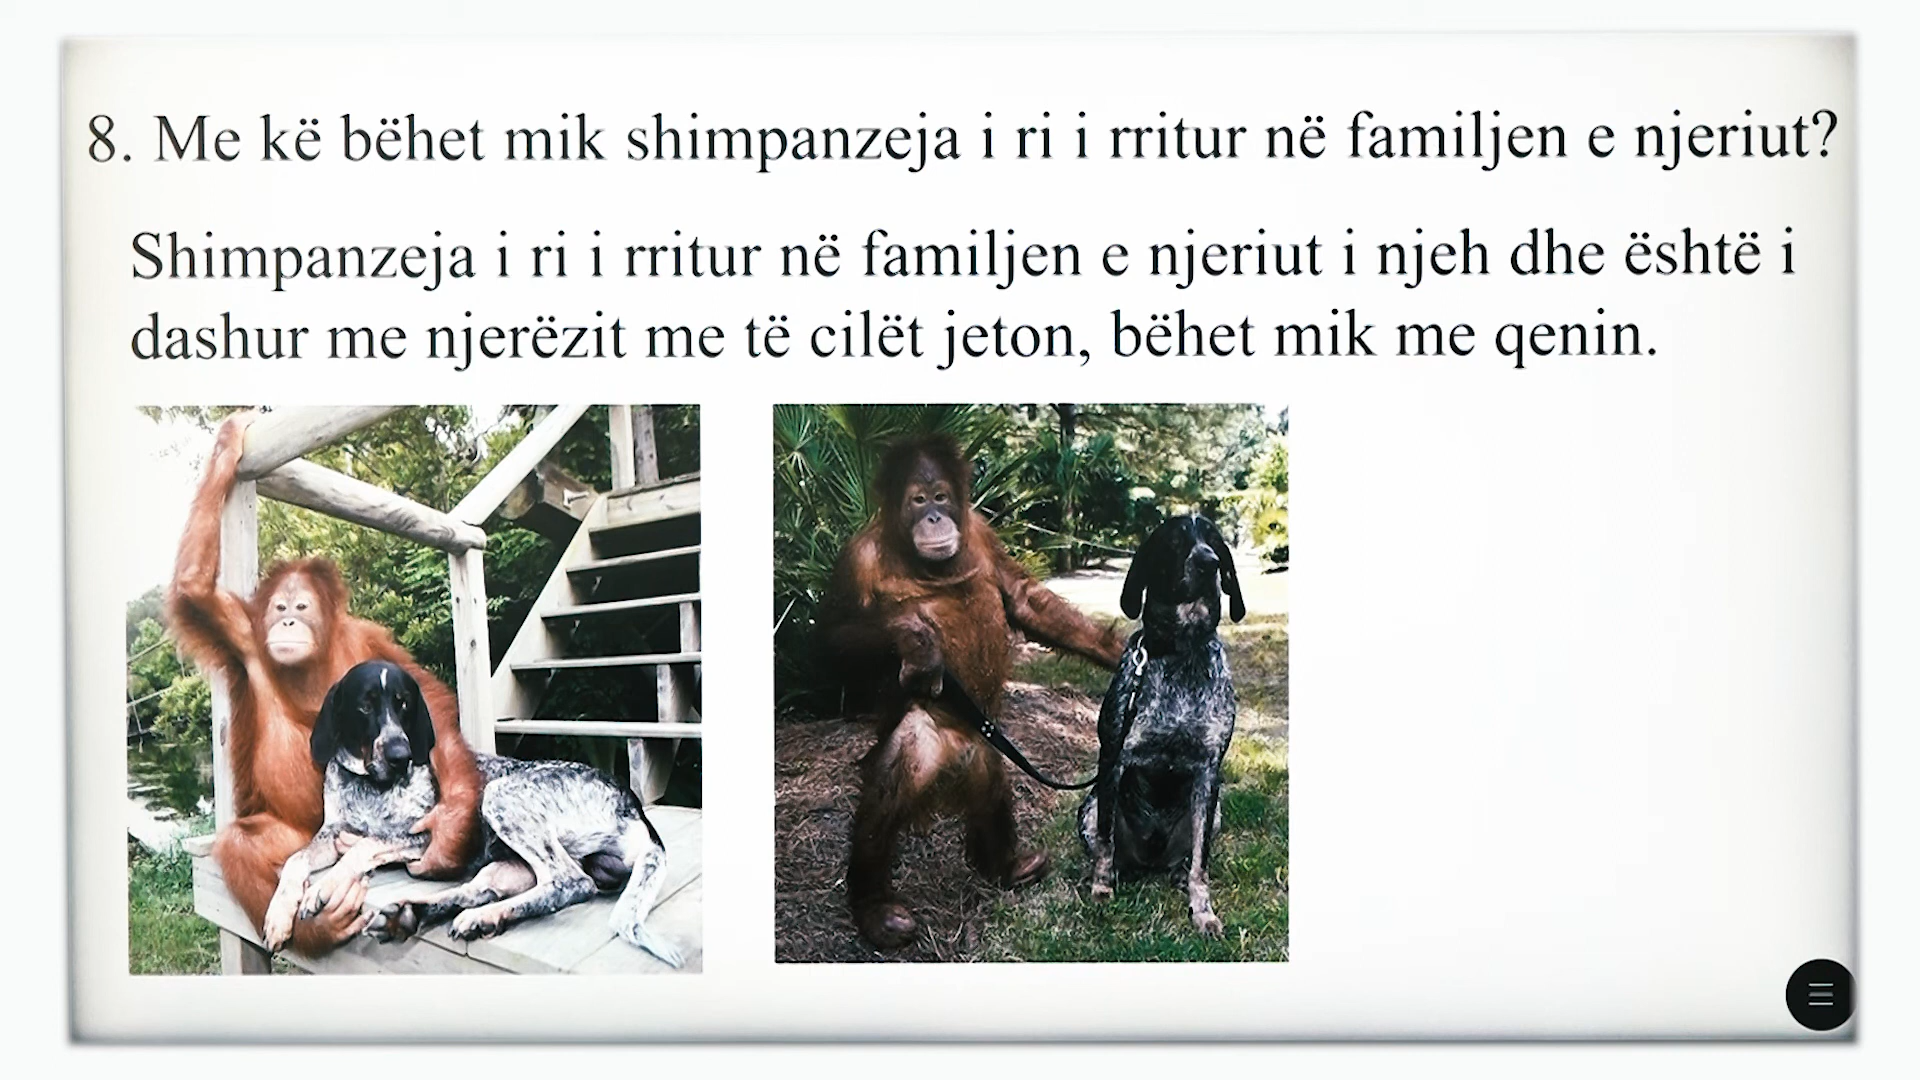 8. Me kë bëhet mik shimpanzeja i ri i rritur në familjen e njeriut?
Shimpanzeja i ri i rritur në familjen e njeriut i njeh dhe është i
dashur me njerëzit me të cilët jeton, bëhet mik me qenin.